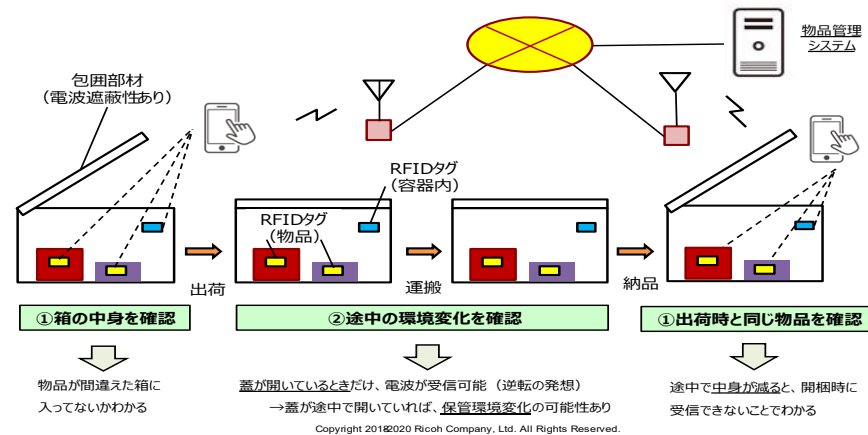 物品管理
システム
包囲部材
（電波遮蔽性あり）
RFIDタグ
（容器内）
RFIDタグ
（物品）
出荷
運搬
納品
①箱の中身を確認
②途中の環境変化を確認
①出荷時と同じ物品を確認
物品が間違えた箱に
入ってないかわかる
蓋が開いているときだけ、電波が受信可能（逆転の発想）
→蓋が途中で開いていれば、保管環境変化の可能性あり
途中で中身が減ると、開梱時に
受信できないことでわかる
Copyright 2020 Ricoh Company, Ltd. All Rights Reserved.